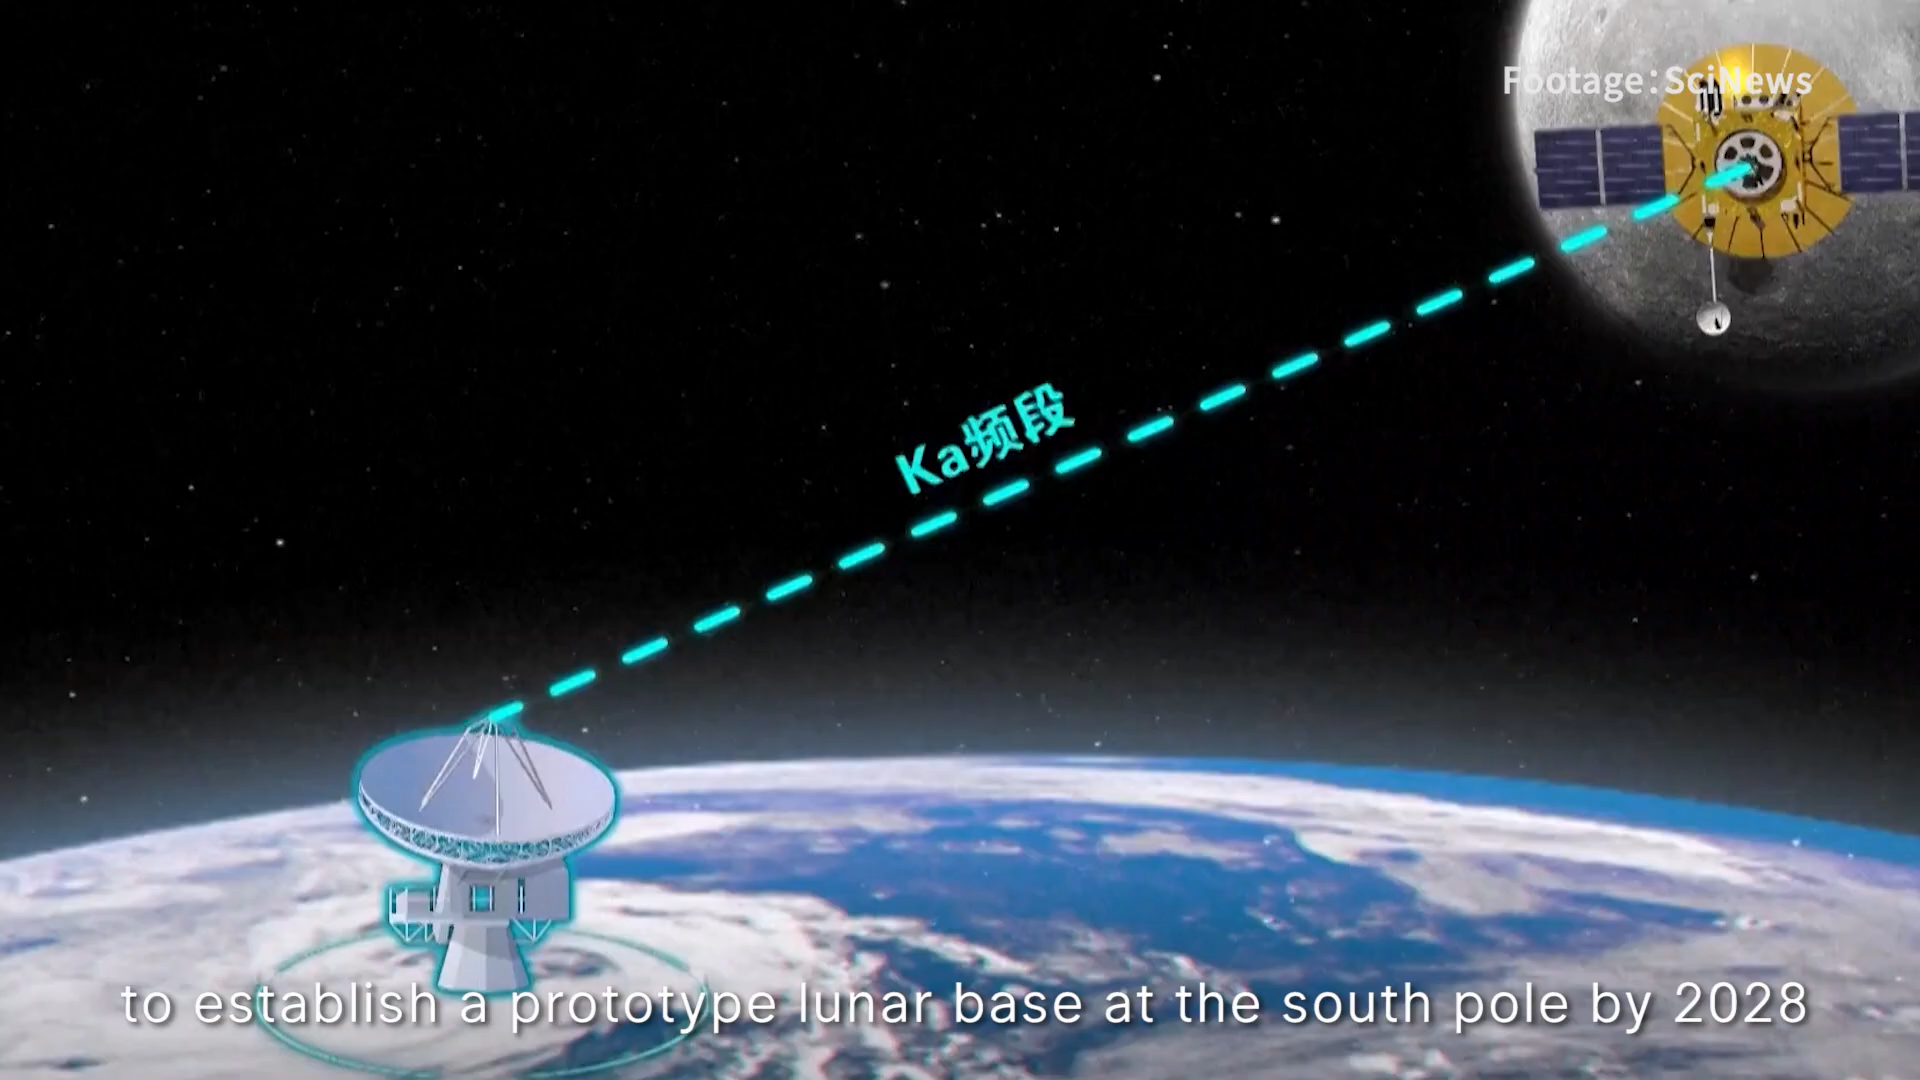 Footage:SciNews
Ka频段
to establish a prototype lunar base at the south pole by 2028